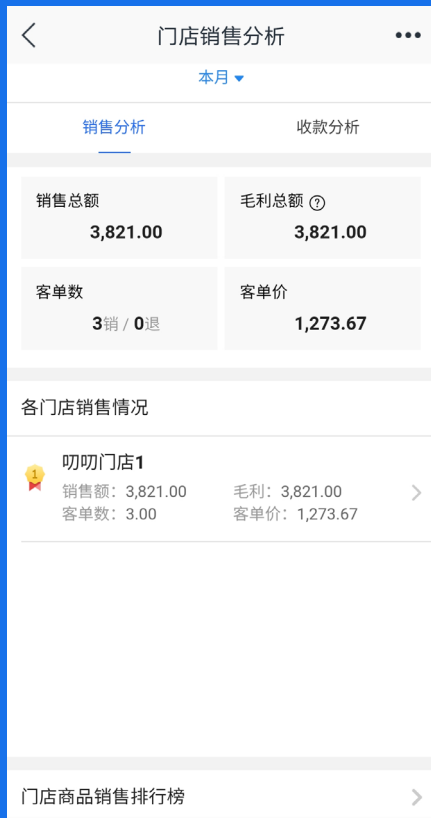 门店销售分析
本月
销售分析 收款分析
销售总额 毛利总额 ?
3,821.00 3,821.00
客单数 客单价
3销 / 0退 1,273.67
各门店销售情况
1 叨叨门店1
销售额：3,821.00 毛利：3,821.00
客单数：3.00 客单价：1,273.67
门店商品销售排行榜